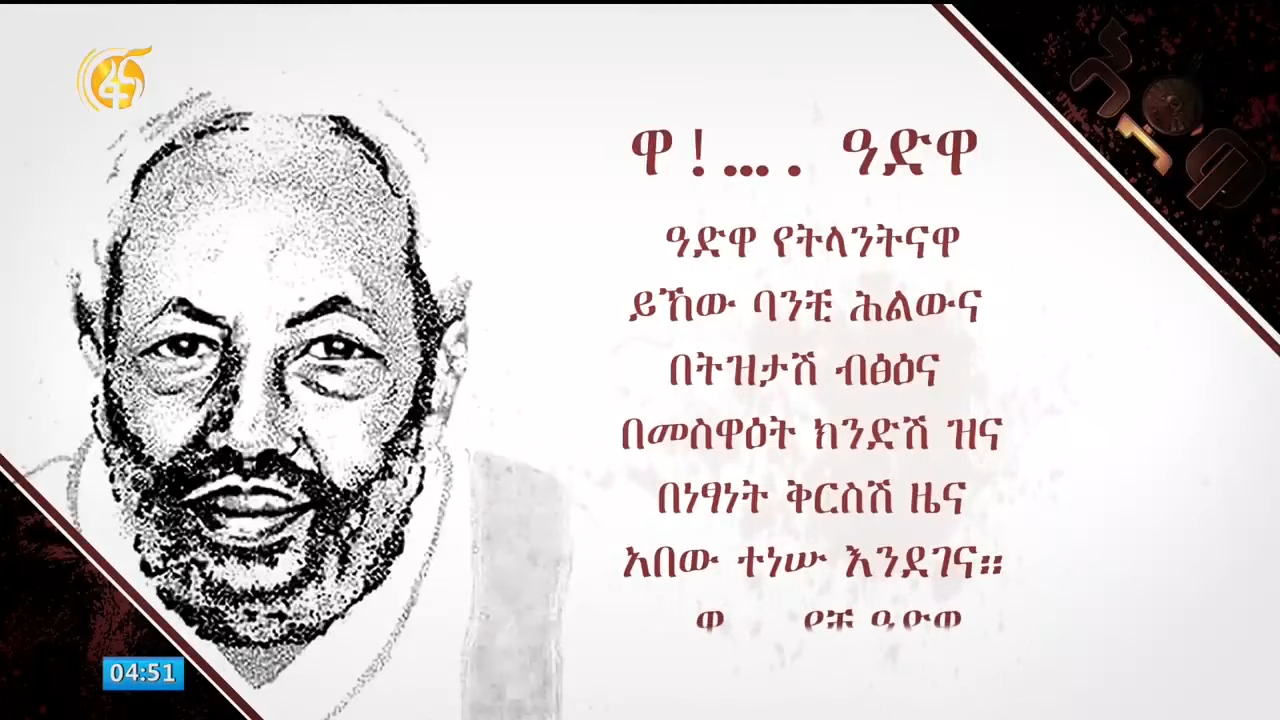 ዋ!…. ዓድዋ
ዓድዋ የትላንትናዋ
ይኸው ባንቺ ሕልውና
በትዝታሽ ብፅዕና
በመስዋዕት ክንድሽ ዝና
በነፃነት ቅርስሽ ዜና
አበው ተነሡ እንደገና።።
04:51